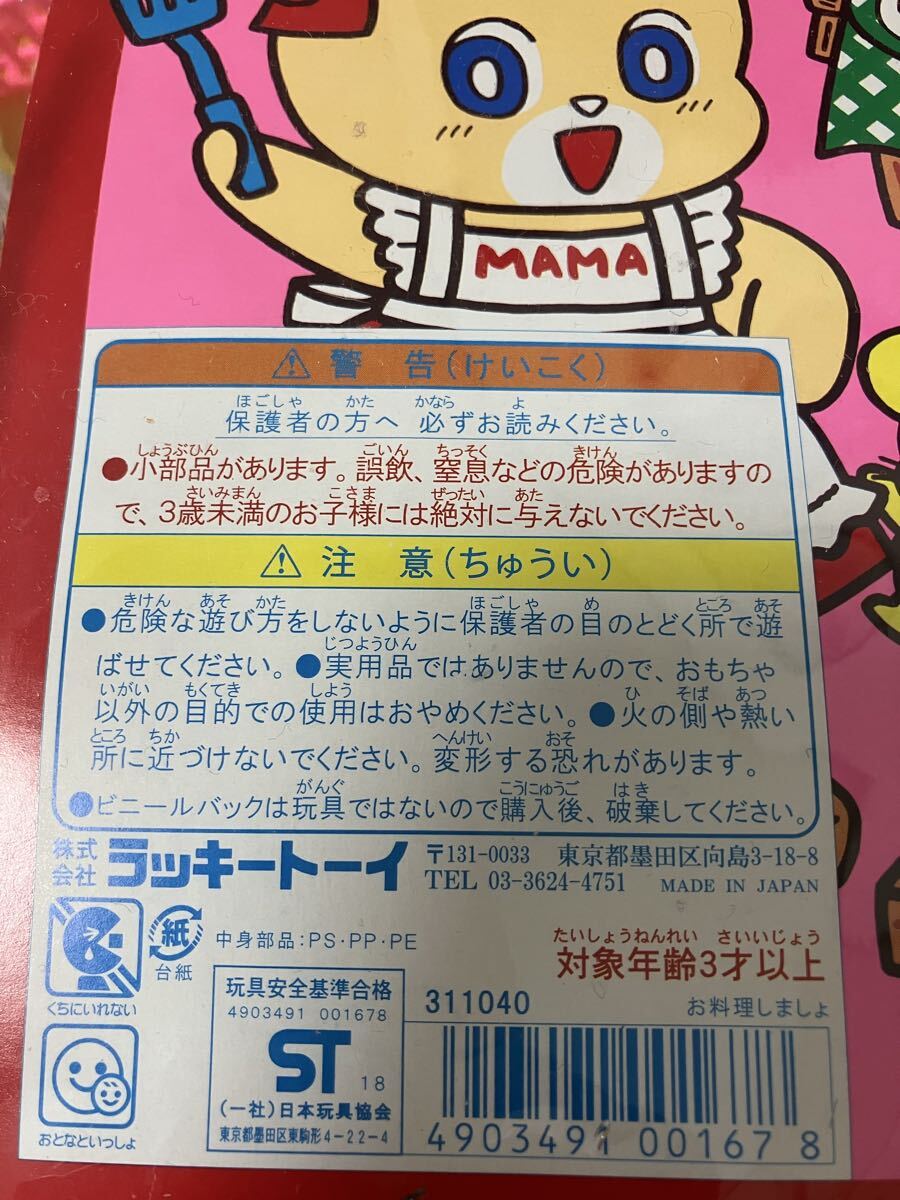 MAMA
⚠ 警 告(けいこく)
ほごしゃ かた かなら よ
保護者の方へ 必ずお読みください。
しょうぶひん ごいん ちっそく きけん
●小部品があります。誤飲、窒息などの危険がありますの
さいみまん こさま ぜったい あた
で、3歳未満のお子様には絶対に与えないでください。
⚠ 注 意(ちゅうい)
きけん あそ かた ほごしゃ め ところ あそ
●危険な遊び方をしないように保護者の目のとどく所で遊
じつようひん
ばせてください。●実用品ではありませんので、おもちゃ
いがい もくてき しよう ひ そば あつ
以外の目的での使用はおやめください。●火の側や熱い
ところ ちか へんけい おそ
所に近づけないでください。変形する恐れがあります。
がんぐ こうにゅうご はき
●ビニールバックは玩具ではないので購入後、破棄してください。
株式会社 ラッキートーイ
〒131-0033 東京都墨田区向島3-18-8
TEL 03-3624-4751 MADE IN JAPAN
くちにいれない
紙
台紙
中身部品:PS・PP・PE
たいしょうねんれい さいいじょう
対象年齢3才以上
おとなといっしょ
玩具安全基準合格
4903491 001678
ST
18
(一社)日本玩具協会
東京都墨田区東駒形4-22-4
311040 お料理しましょ
4903491 001678